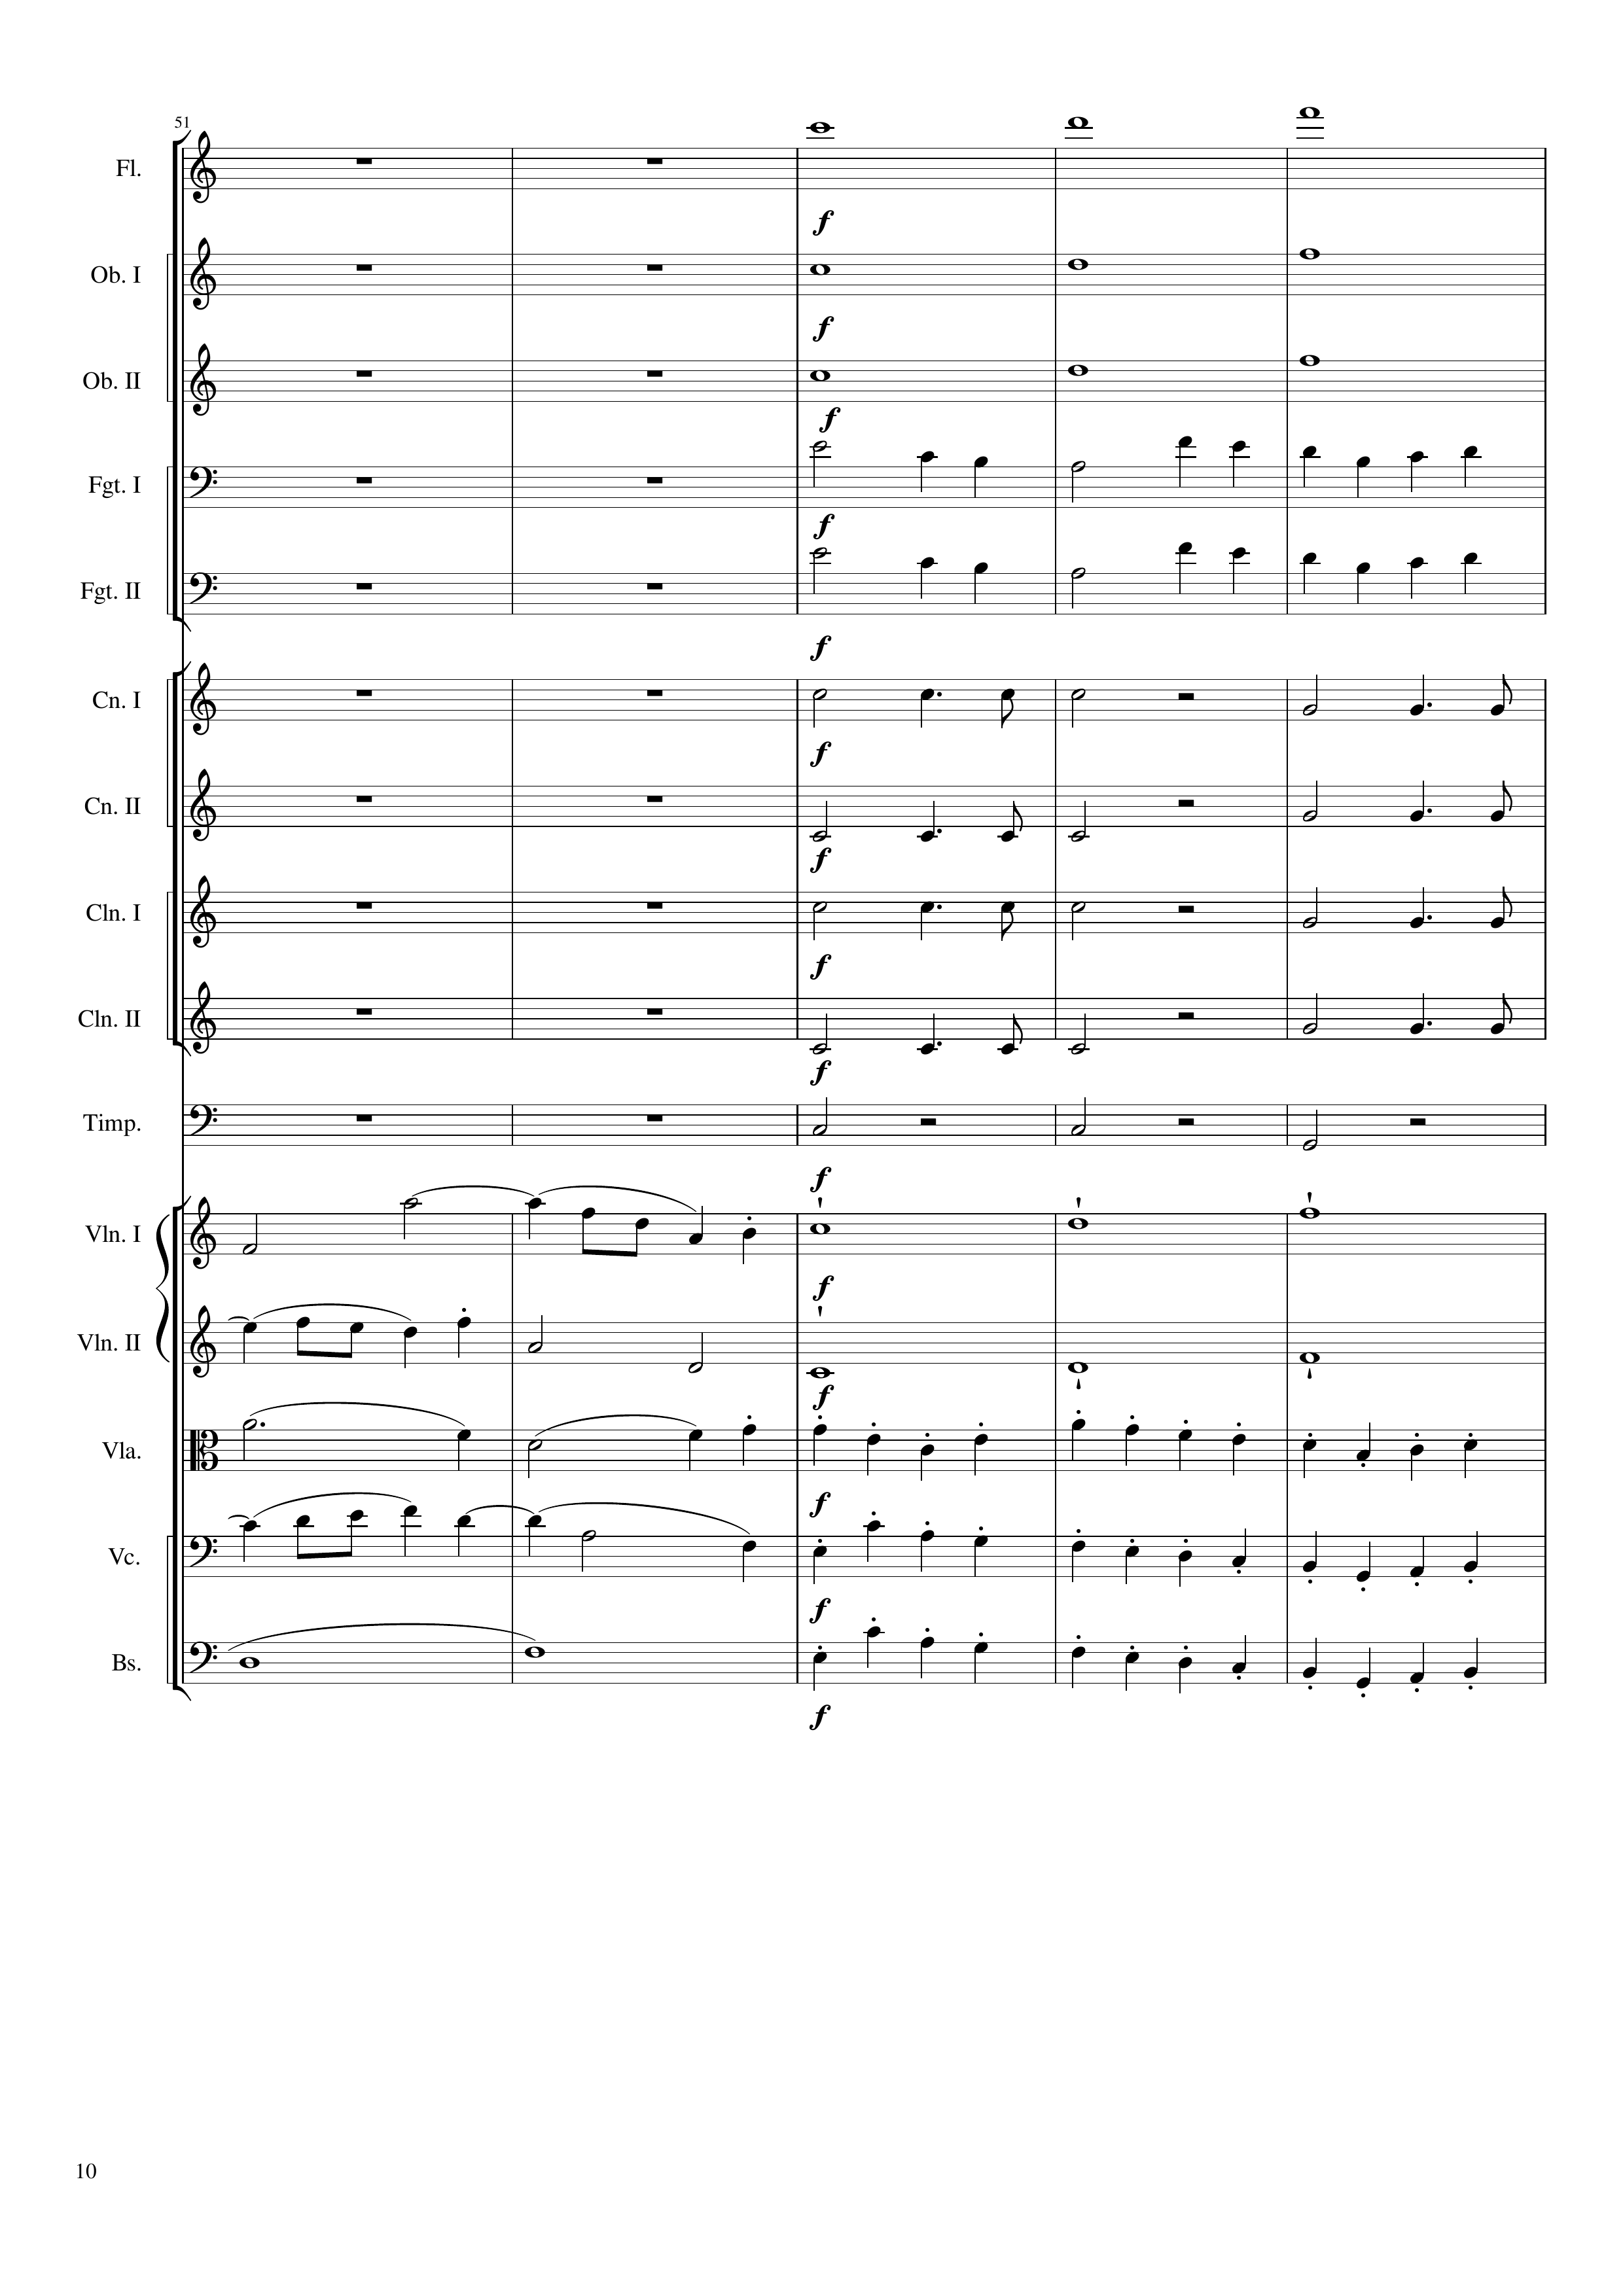 51
Fl.
f
Ob. I
f
Ob. II
f
Fgt. I
f
Fgt. II
f
Cn. I
f
Cn. II
f
Cln. I
f
Cln. II
f
Timp.
f
Vln. I
f
Vln. II
f
Vla.
f
Vc.
f
Bs.
f
10